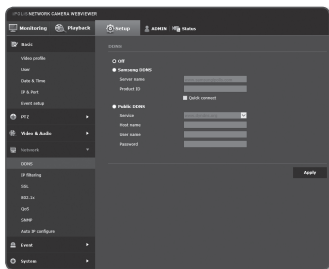 iPOLiS NETWORK CAMERA WEBVIEWER
Monitoring Playback Setup ADMIN Status
Basic
Video profile
User
Date & Time
IP & Port
Event setup
PTZ
Video & Audio
Network
DDNS
IP filtering
SSL
802.1x
QoS
SNMP
Auto IP configure
Event
System
DDNS
Off
Samsung DDNS
Server name
Product ID
Quick connect
Public DDNS
Service
Host name
User name
Password
Apply